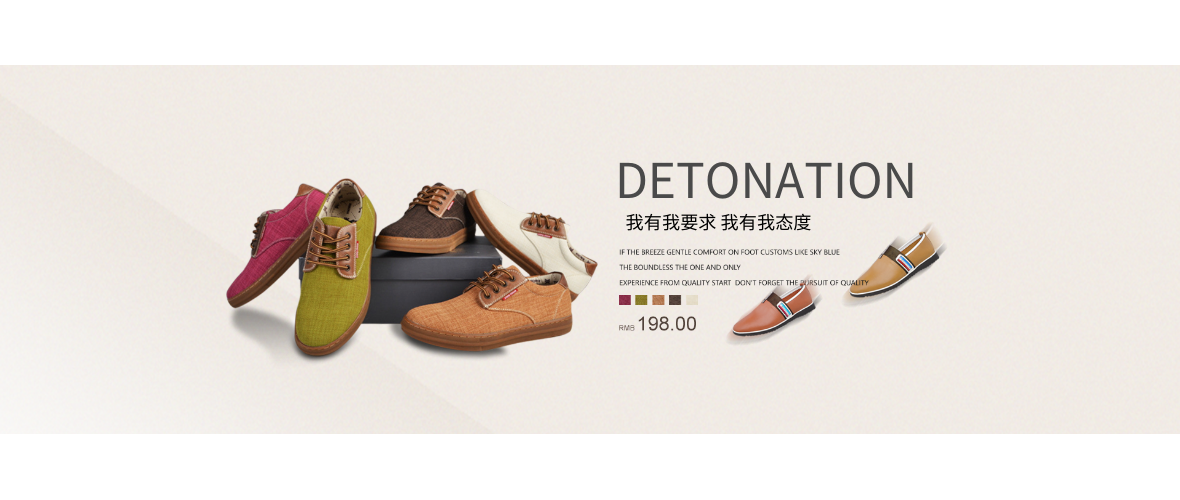 DETONATION
我有我要求 我有我态度
IF THE BREEZE GENTLE COMFORT ON FOOT CUSTOMS LIKE SKY BLUE
THE BOUNDLESS THE ONE AND ONLY
EXPERIENCE FROM QUALITY START DON'T FORGET THE PURSUIT OF QUALITY
RMB 198.00